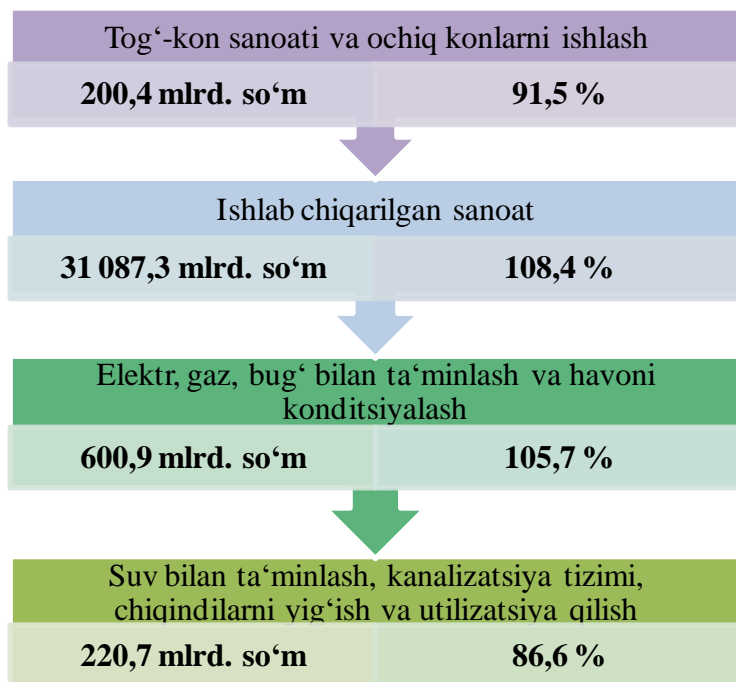 Tog‘-kon sanoati va ochiq konlarni ishlash
200,4 mlrd. so‘m 91,5 %
Ishlab chiqarilgan sanoat
31 087,3 mlrd. so‘m 108,4 %
Elektr, gaz, bug‘ bilan ta‘minlash va havoni
konditsiyalash
600,9 mlrd. so‘m 105,7 %
Suv bilan ta‘minlash, kanalizatsiya tizimi,
chiqindilarni yig‘ish va utilizatsiya qilish
220,7 mlrd. so‘m 86,6 %